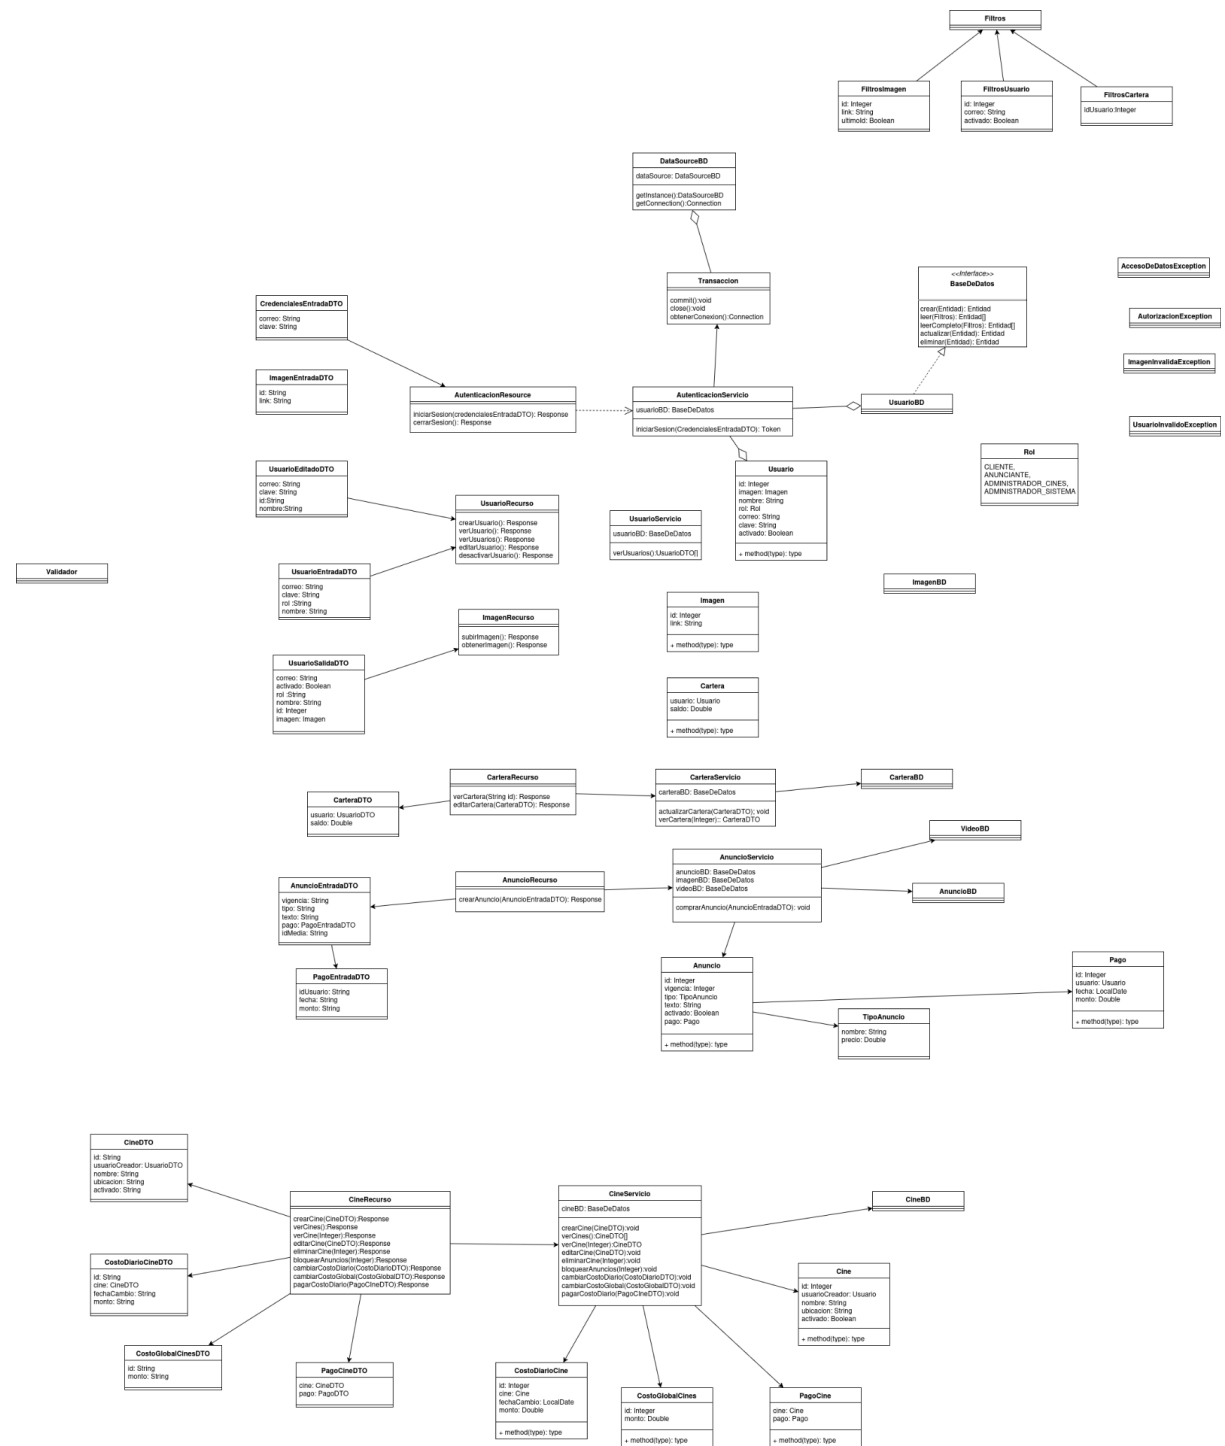 Filtros
FiltrosImagen
id: Integer
link: String
ultimoId: Boolean
FiltrosUsuario
id: Integer
correo: String
activado: Boolean
FiltrosCartera
idUsuario:Integer
DataSourceBD
dataSource: DataSourceBD
getInstance():DataSourceBD
getConnection():Connection
Transaccion
commit():void
close():void
obtenerConexion():Connection
<<Interface>>
BaseDeDatos
crear(Entidad): Entidad
leer(Filtros): Entidad[]
leerCompleto(Filtros): Entidad[]
actualizar(Entidad): Entidad
eliminar(Entidad): Entidad
AccesoDeDatosException
AutorizacionException
ImagenInvalidaException
UsuarioInvalidoException
CredencialesEntradaDTO
correo: String
clave: String
ImagenEntradaDTO
id: String
link: String
AutenticacionResource
iniciarSesion(credencialesEntradaDTO): Response
cerrarSesion(): Response
AutenticacionServicio
usuarioBD: BaseDeDatos
iniciarSesion(CredencialesEntradaDTO): Token
UsuarioBD
Rol
CLIENTE,
ANUNCIANTE,
ADMINISTRADOR_CINES,
ADMINISTRADOR_SISTEMA
UsuarioEditadoDTO
correo: String
clave: String
id:String
nombre:String
UsuarioRecurso
crearUsuario(): Response
verUsuario(): Response
verUsuarios(): Response
editarUsuario(): Response
desactivarUsuario(): Response
UsuarioServicio
usuarioBD: BaseDeDatos
verUsuarios():UsuarioDTO[]
Usuario
id: Integer
imagen: Imagen
nombre: String
rol: Rol
correo: String
clave: String
activado: Boolean
+ method(type): type
Validador
UsuarioEntradaDTO
correo: String
clave: String
rol :String
nombre: String
ImagenBD
Imagen
id: Integer
link: String
+ method(type): type
ImagenRecurso
subirImagen(): Response
obtenerImagen(): Response
UsuarioSalidaDTO
correo: String
activado: Boolean
rol :String
nombre: String
id: Integer
imagen: Imagen
Cartera
usuario: Usuario
saldo: Double
+ method(type): type
CarteraRecurso
verCartera(String id): Response
editarCartera(CarteraDTO): Response
CarteraServicio
carteraBD: BaseDeDatos
actualizarCartera(CarteraDTO); void
verCartera(Integer):: CarteraDTO
CarteraBD
CarteraDTO
usuario: UsuarioDTO
saldo: Double
VideoBD
AnuncioServicio
anuncioBD: BaseDeDatos
imagenBD: BaseDeDatos
videoBD: BaseDeDatos
comprarAnuncio(AnuncioEntradaDTO): void
AnuncioBD
AnuncioRecurso
crearAnuncio(AnuncioEntradaDTO): Response
AnuncioEntradaDTO
vigencia: String
tipo: String
texto: String
pago: PagoEntradaDTO
idMedia: String
PagoEntradaDTO
idUsuario: String
fecha: String
monto: String
Anuncio
id: Integer
vigencia: Integer
tipo: TipoAnuncio
texto: String
activado: Boolean
pago: Pago
+ method(type): type
TipoAnuncio
nombre: String
precio: Double
Pago
id: Integer
usuario: Usuario
fecha: LocalDate
monto: Double
+ method(type): type
CineDTO
id: String
usuarioCreador: UsuarioDTO
nombre: String
ubicacion: String
activado: String
CineRecurso
crearCine(CineDTO):Response
verCines():Response
verCine(Integer):Response
editarCine(CineDTO):Response
eliminarCine(Integer):Response
bloquearAnuncios(Integer):Response
cambiarCostoDiario(CostoDiarioDTO):Response
cambiarCostoGlobal(CostoGlobalDTO):Response
pagarCostoDiario(PagoCIneDTO):Response
CineServicio
cineBD: BaseDeDatos
crearCine(CineDTO):void
verCines():CineDTO[]
verCine(Integer):CineDTO
editarCine(CineDTO):void
eliminarCine(Integer):void
bloquearAnuncios(Integer):void
cambiarCostoDiario(CostoDiarioDTO):void
cambiarCostoGlobal(CostoGlobalDTO):void
pagarCostoDiario(PagoCIneDTO):void
CineBD
Cine
id: Integer
usuarioCreador: Usuario
nombre: String
ubicacion: String
activado: Boolean
+ method(type): type
CostoDiarioCineDTO
id: String
cine: CineDTO
fechaCambio: String
monto: String
CostoGlobalCinesDTO
id: String
monto: String
PagoCineDTO
cine: CineDTO
pago: PagoDTO
CostoDiarioCine
id: Integer
cine: Cine
fechaCambio: LocalDate
monto: Double
+ method(type): type
CostoGlobalCines
id: Integer
monto: Double
+ method(type): type
PagoCine
cine: Cine
pago: Pago
+ method(type): type